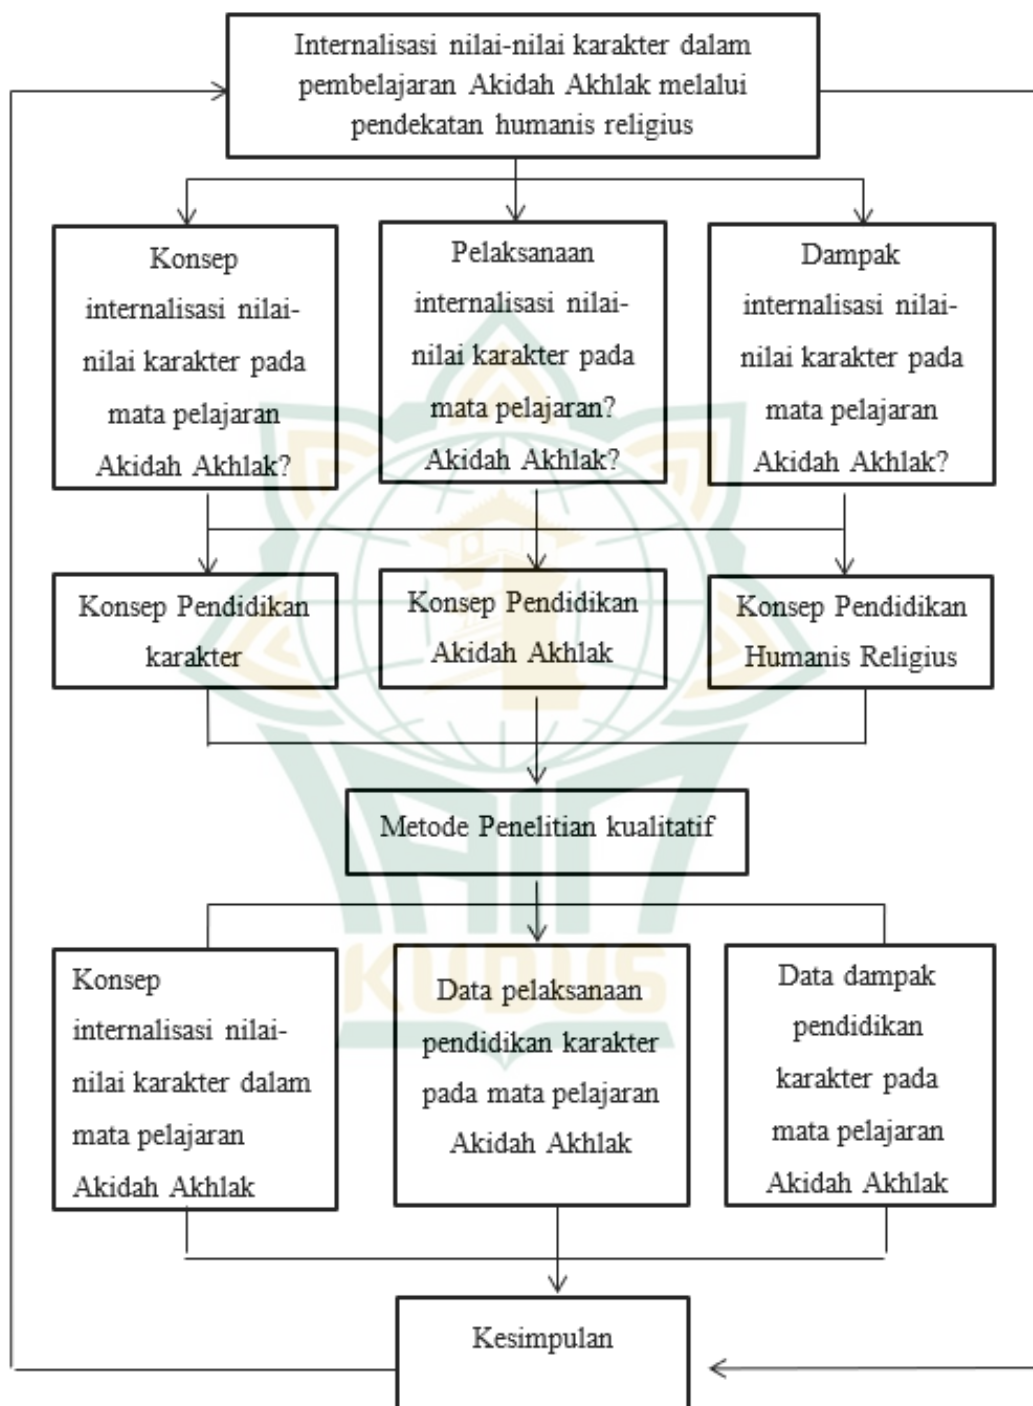 Internalisasi nilai-nilai karakter dalam
pembelajaran Akidah Akhlak melalui
pendekatan humanis religius
Konsep
internalisasi nilai-
nilai karakter pada
mata pelajaran
Akidah Akhlak?
Pelaksanaan
internalisasi nilai-
nilai karakter pada
mata pelajaran?
Akidah Akhlak?
Dampak
internalisasi nilai-
nilai karakter pada
mata pelajaran
Akidah Akhlak?
Konsep Pendidikan
karakter
Konsep Pendidikan
Akidah Akhlak
Konsep Pendidikan
Humanis Religius
Metode Penelitian kualitatif
Konsep
internalisasi nilai-
nilai karakter dalam
mata pelajaran
Akidah Akhlak
Data pelaksanaan
pendidikan karakter
pada mata pelajaran
Akidah Akhlak
Data dampak
pendidikan
karakter pada
mata pelajaran
Akidah Akhlak
Kesimpulan
IAIN
KUDUS